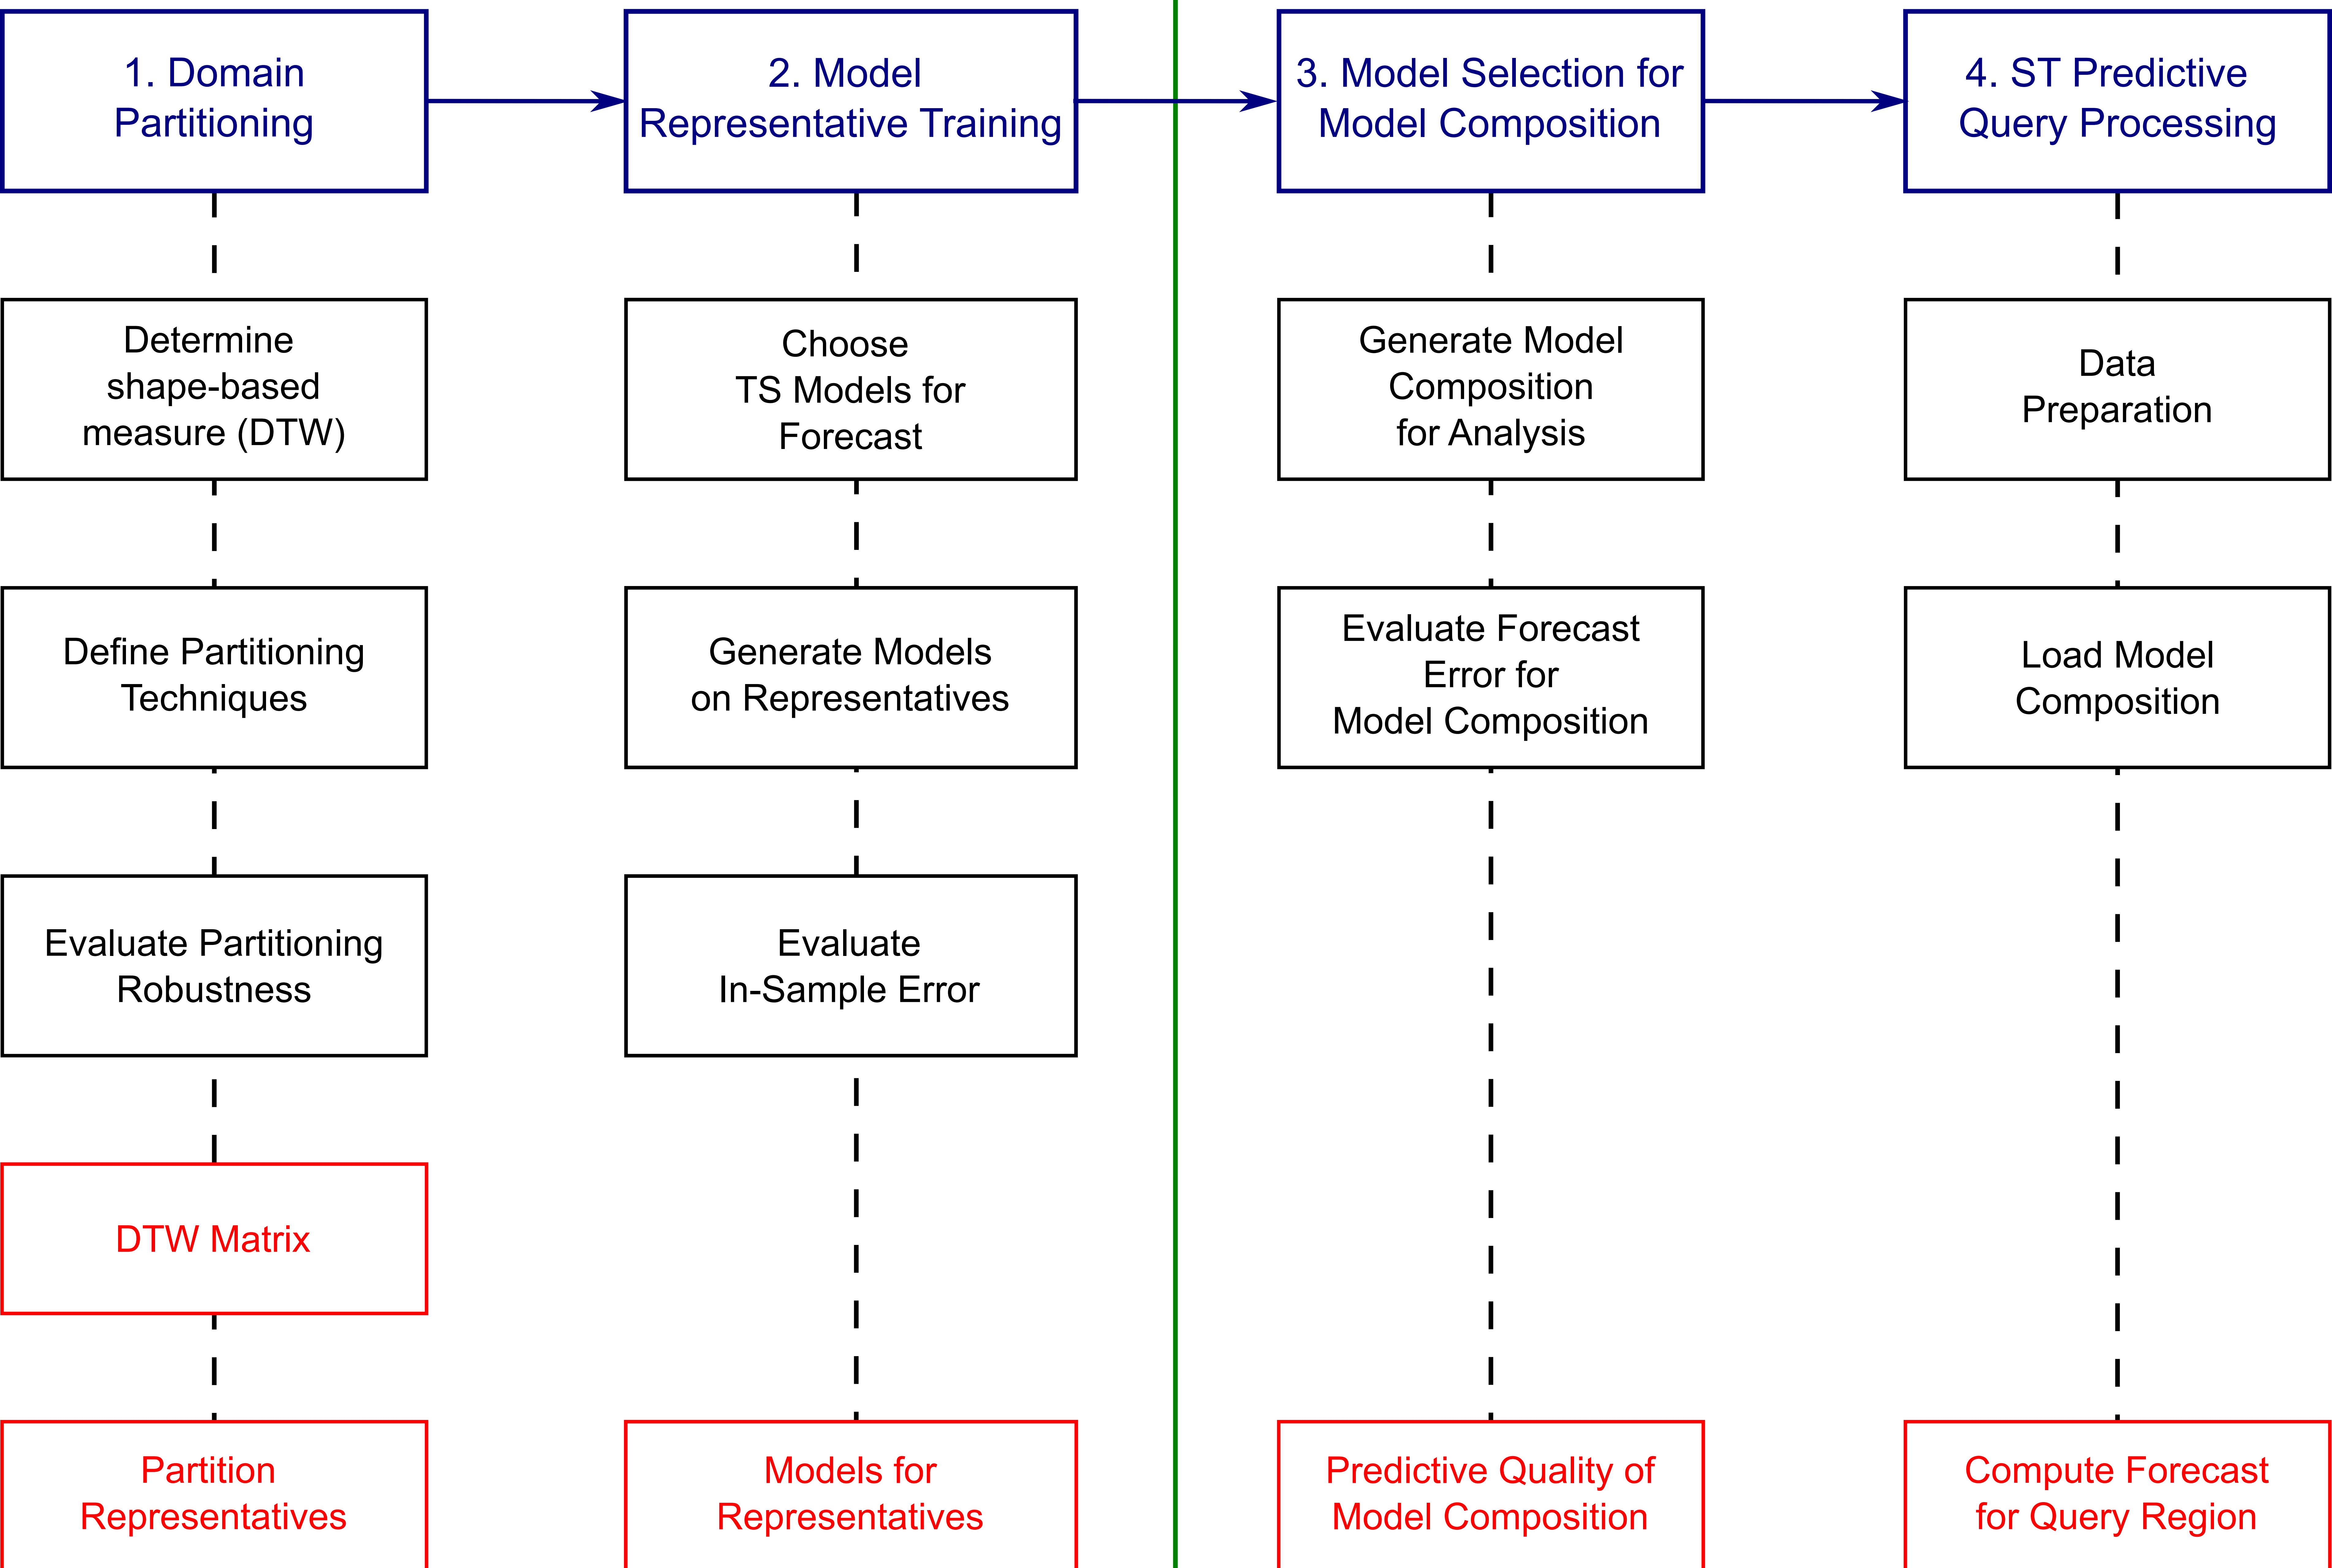 1. Domain
Partitioning
2. Model
Representative Training
3. Model Selection for
Model Composition
4. ST Predictive
Query Processing
Determine
shape-based
measure (DTW)
Choose
TS Models for
Forecast
Generate Model
Composition
for Analysis
Data
Preparation
Define Partitioning
Techniques
Generate Models
on Representatives
Evaluate Forecast
Error for
Model Composition
Load Model
Composition
Evaluate Partitioning
Robustness
Evaluate
In-Sample Error
DTW Matrix
Partition
Representatives
Models for
Representatives
Predictive Quality of
Model Composition
Compute Forecast
for Query Region